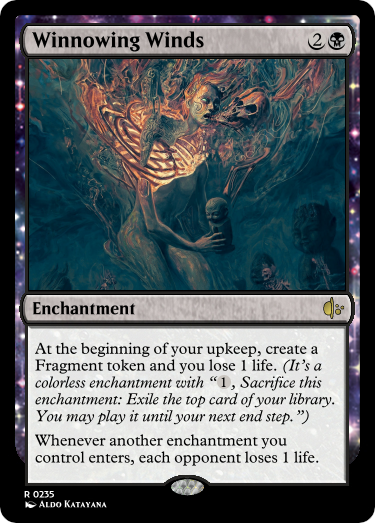 Winnowing Winds 2
Enchantment
At the beginning of your upkeep, create a
Fragment token and you lose 1 life. (It's a
colorless enchantment with “1, Sacrifice this
enchantment: Exile the top card of your library.
You may play it until your next end step.”)
Whenever another enchantment you
control enters, each opponent loses 1 life.
R 0235
Aldo Katayana